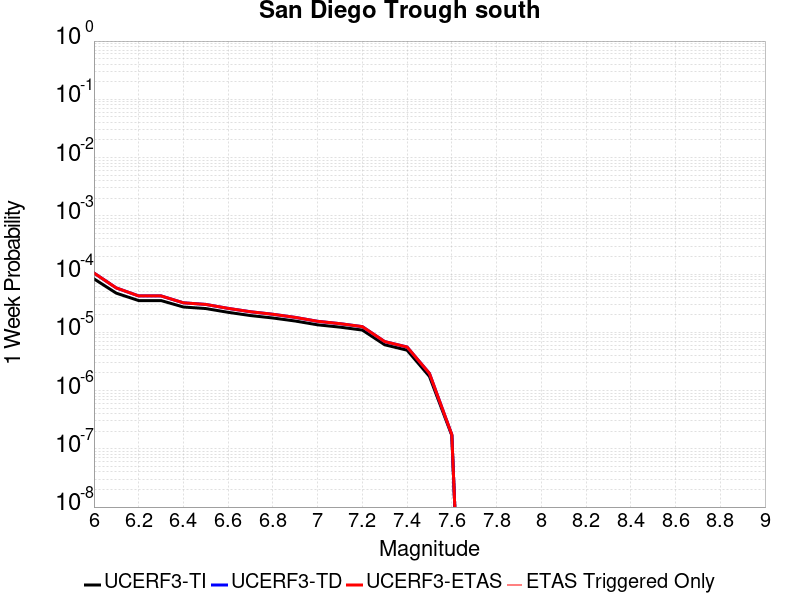 San Diego Trough south
10^0
10^-1
10^-2
10^-3
10^-4
10^-5
10^-6
10^-7
10^-8
1 Week Probability
6 6.2 6.4 6.6 6.8 7 7.2 7.4 7.6 7.8 8 8.2 8.4 8.6 8.8 9
Magnitude
UCERF3-TI UCERF3-TD UCERF3-ETAS ETAS Triggered Only